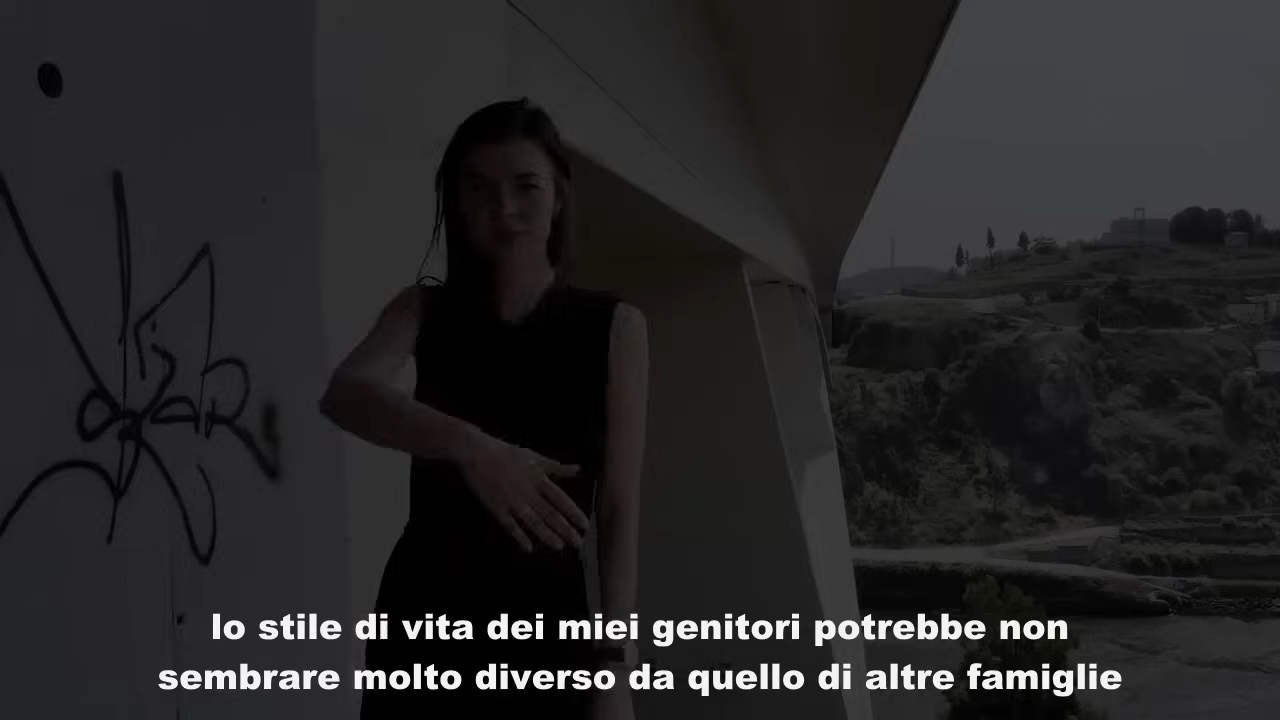 lo stile di vita dei miei genitori potrebbe non
sembrare molto diverso da quello di altre famiglie